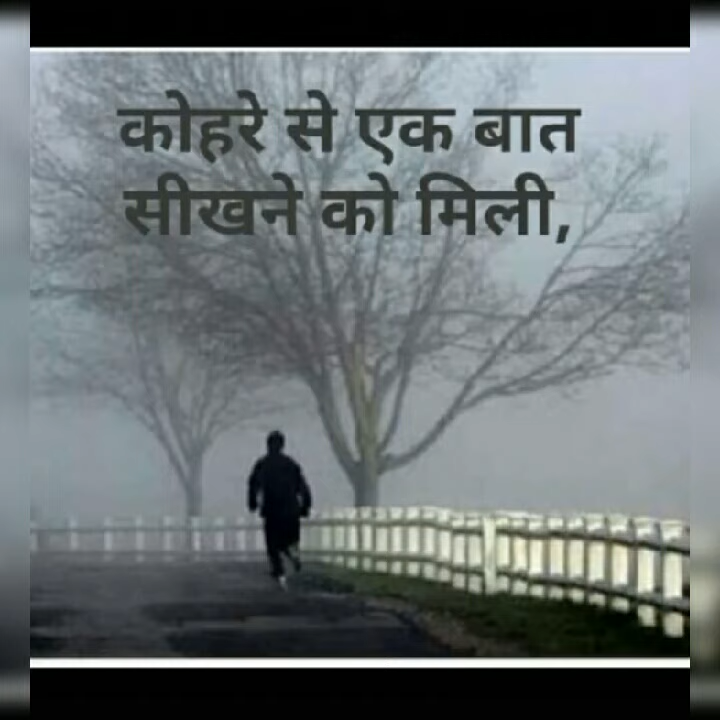 कोहरे से एक बात
सीखने को मिली,